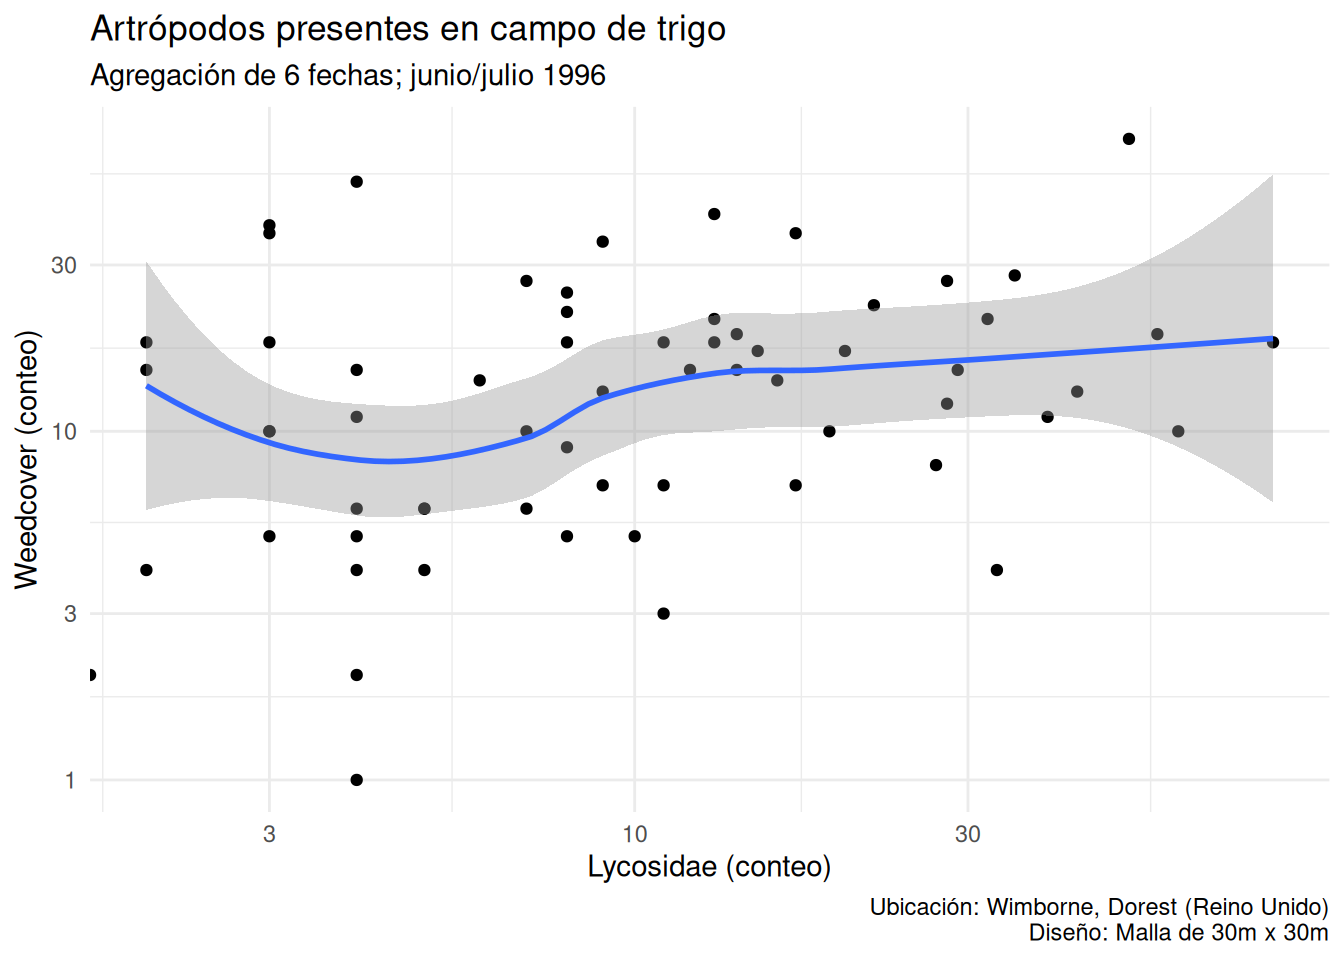 Artrópodos presentes en campo de trigo
Agregación de 6 fechas; junio/julio 1996
Weedcover (conteo)
30
10
3
1
3
10
30
Lycosidae (conteo)
Ubicación: Wimborne, Dorest (Reino Unido)
Diseño: Malla de 30m x 30m